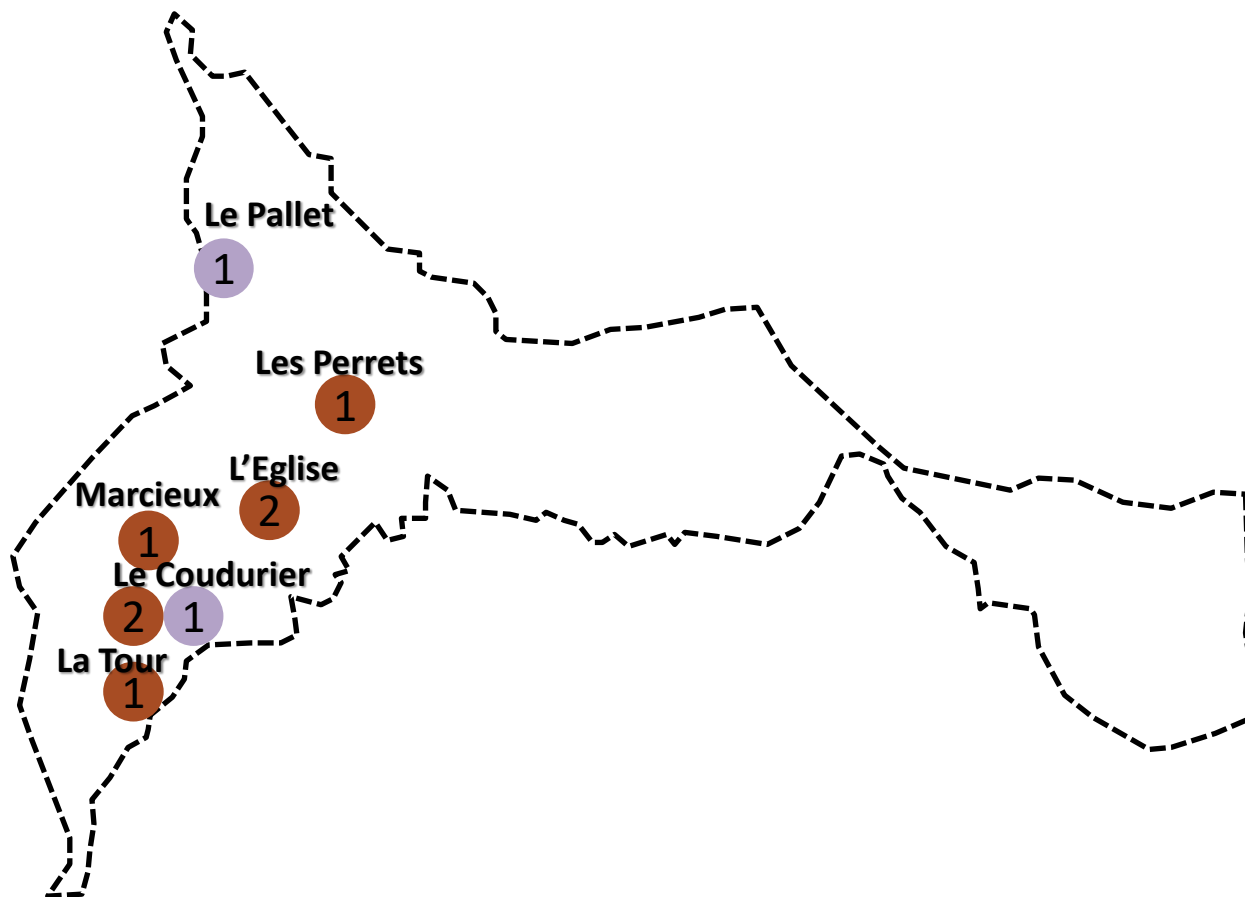 Le Pallet
1
Les Perrets
1
L’Eglise
2
Marcieux
1
Le Coudurier
2 1
La Tour
1